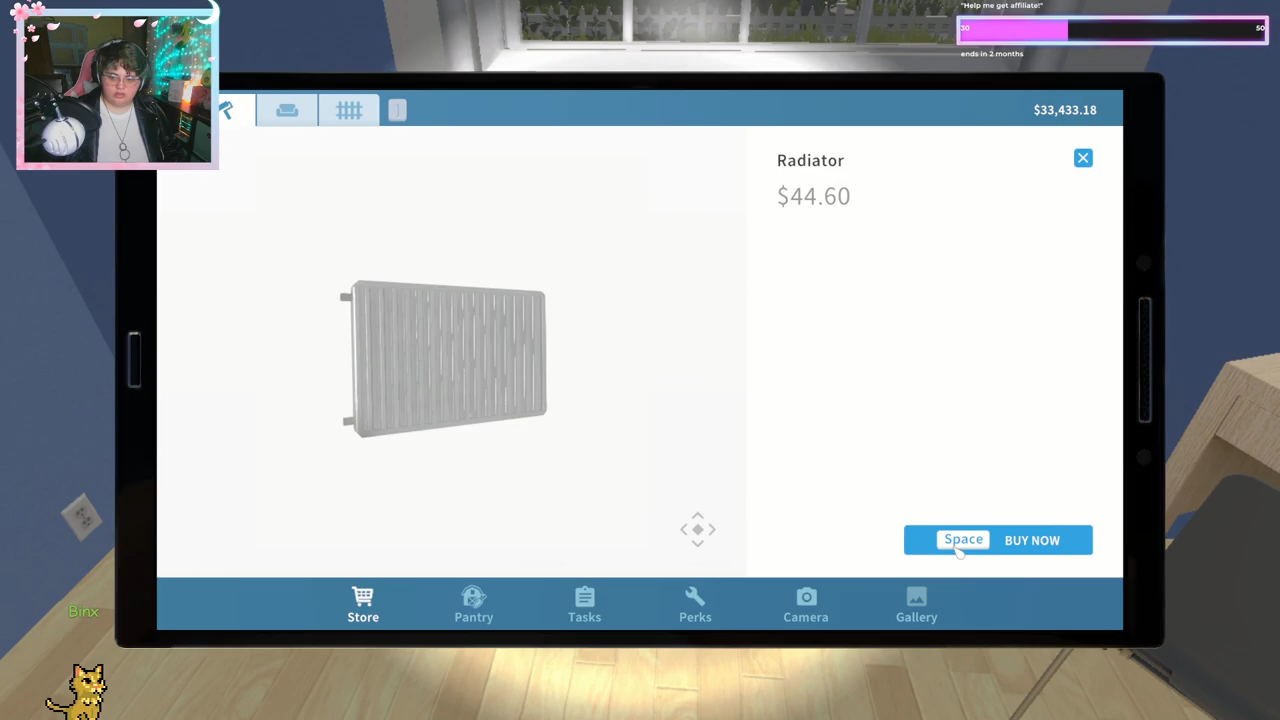 "Help me get affiliate!"
30
50
ends in 2 months
$33,433.18
Radiator
$44.60
Space BUY NOW
Store
Pantry
Tasks
Perks
Camera
Gallery
Binx